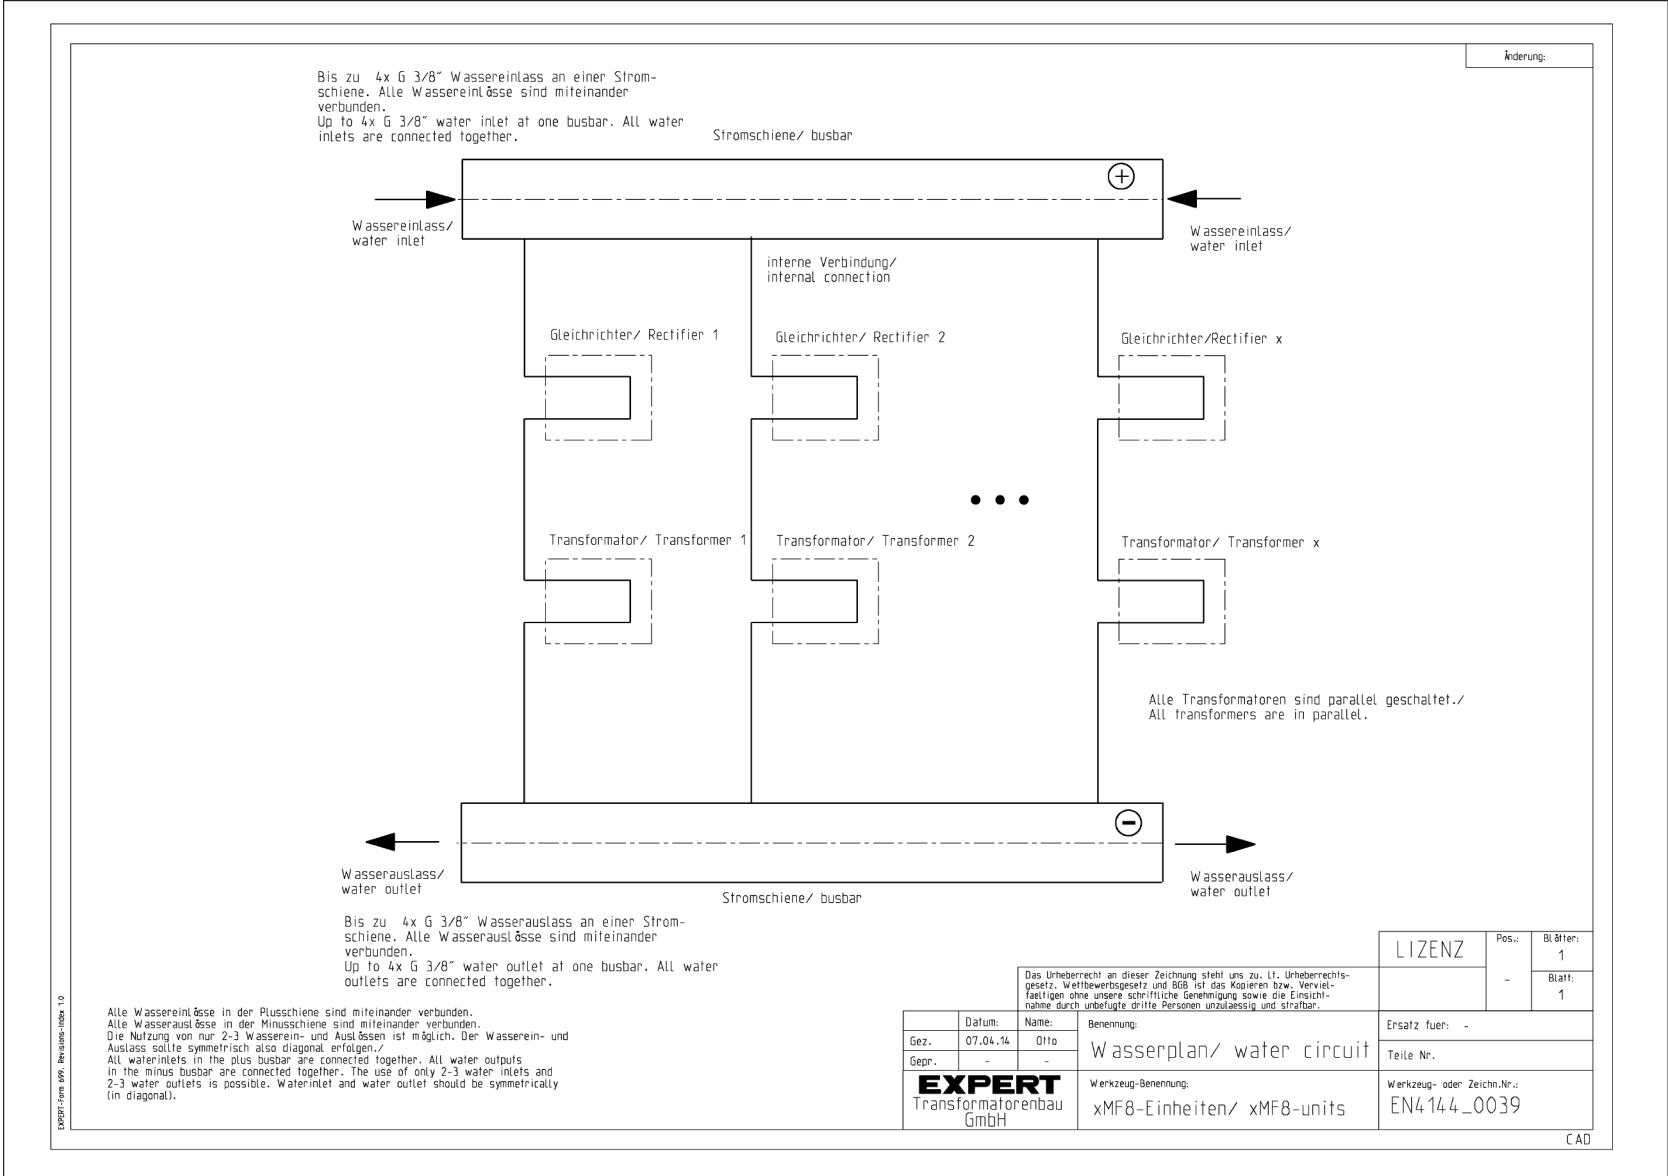 Änderung:
Bis zu  4x G 3/8" Wassereinlass an einer Strom-
schiene. Alle Wassereinlässe sind miteinander
verbunden.
Up to 4x G 3/8" water inlet at one busbar. All water
inlets are connected together.
Stromschiene/ busbar
+
Wassereinlass/
water inlet
Wassereinlass/
water inlet
interne Verbindung/
internal connection
Gleichrichter/ Rectifier 1
Gleichrichter/ Rectifier 2
Gleichrichter/Rectifier x
Transformator/ Transformer 1
Transformator/ Transformer 2
Transformator/ Transformer x
Alle Transformatoren sind parallel geschaltet./
All transformers are in parallel.
-
Wasserauslass/
water outlet
Wasserauslass/
water outlet
Stromschiene/ busbar
Bis zu  4x G 3/8" Wasserauslass an einer Strom-
schiene. Alle Wasserauslässe sind miteinander
verbunden.
Up to 4x G 3/8" water outlet at one busbar. All water
outlets are connected together.
Alle Wassereinlässe in der Plusschiene sind miteinander verbunden.
Alle Wasserauslässe in der Minusschiene sind miteinander verbunden.
Die Nutzung von nur 2-3 Wasserein- und Auslässen ist möglich. Der Wasserein- und
Auslass sollte symmetrisch also diagonal erfolgen./
All waterinlets in the plus busbar are connected together. All water outputs
in the minus busbar are connected together. The use of only 2-3 water inlets and
2-3 water outlets is possible. Waterinlet and water outlet should be symmetrically
(in diagonal).
EXPERT-Form 699, Revisions-Index 1.0
LIZENZ
Pos.:
-
Blätter:
1
Blatt:
1
Das Urheberrecht an dieser Zeichnung steht uns zu. Lt. Urheberrechts-
gesetz, Wettbewerbsgesetz und BGB ist das Kopieren bzw. Verviel-
faeltigen ohne unsere schriftliche Genehmigung sowie die Einsicht-
nahme durch unbefugte dritte Personen unzulaessig und strafbar.
Datum:
Name:
Gez.
07.04.14
Otto
Gepr.
-
-
Benennung:
Wasserplan/ water circuit
Ersatz fuer: -
Teile Nr.
EXPERT
Transformatorenbau
GmbH
Werkzeug-Benennung:
xMF8-Einheiten/ xMF8-units
Werkzeug- oder Zeichn.Nr.:
EN4144_0039
CAD